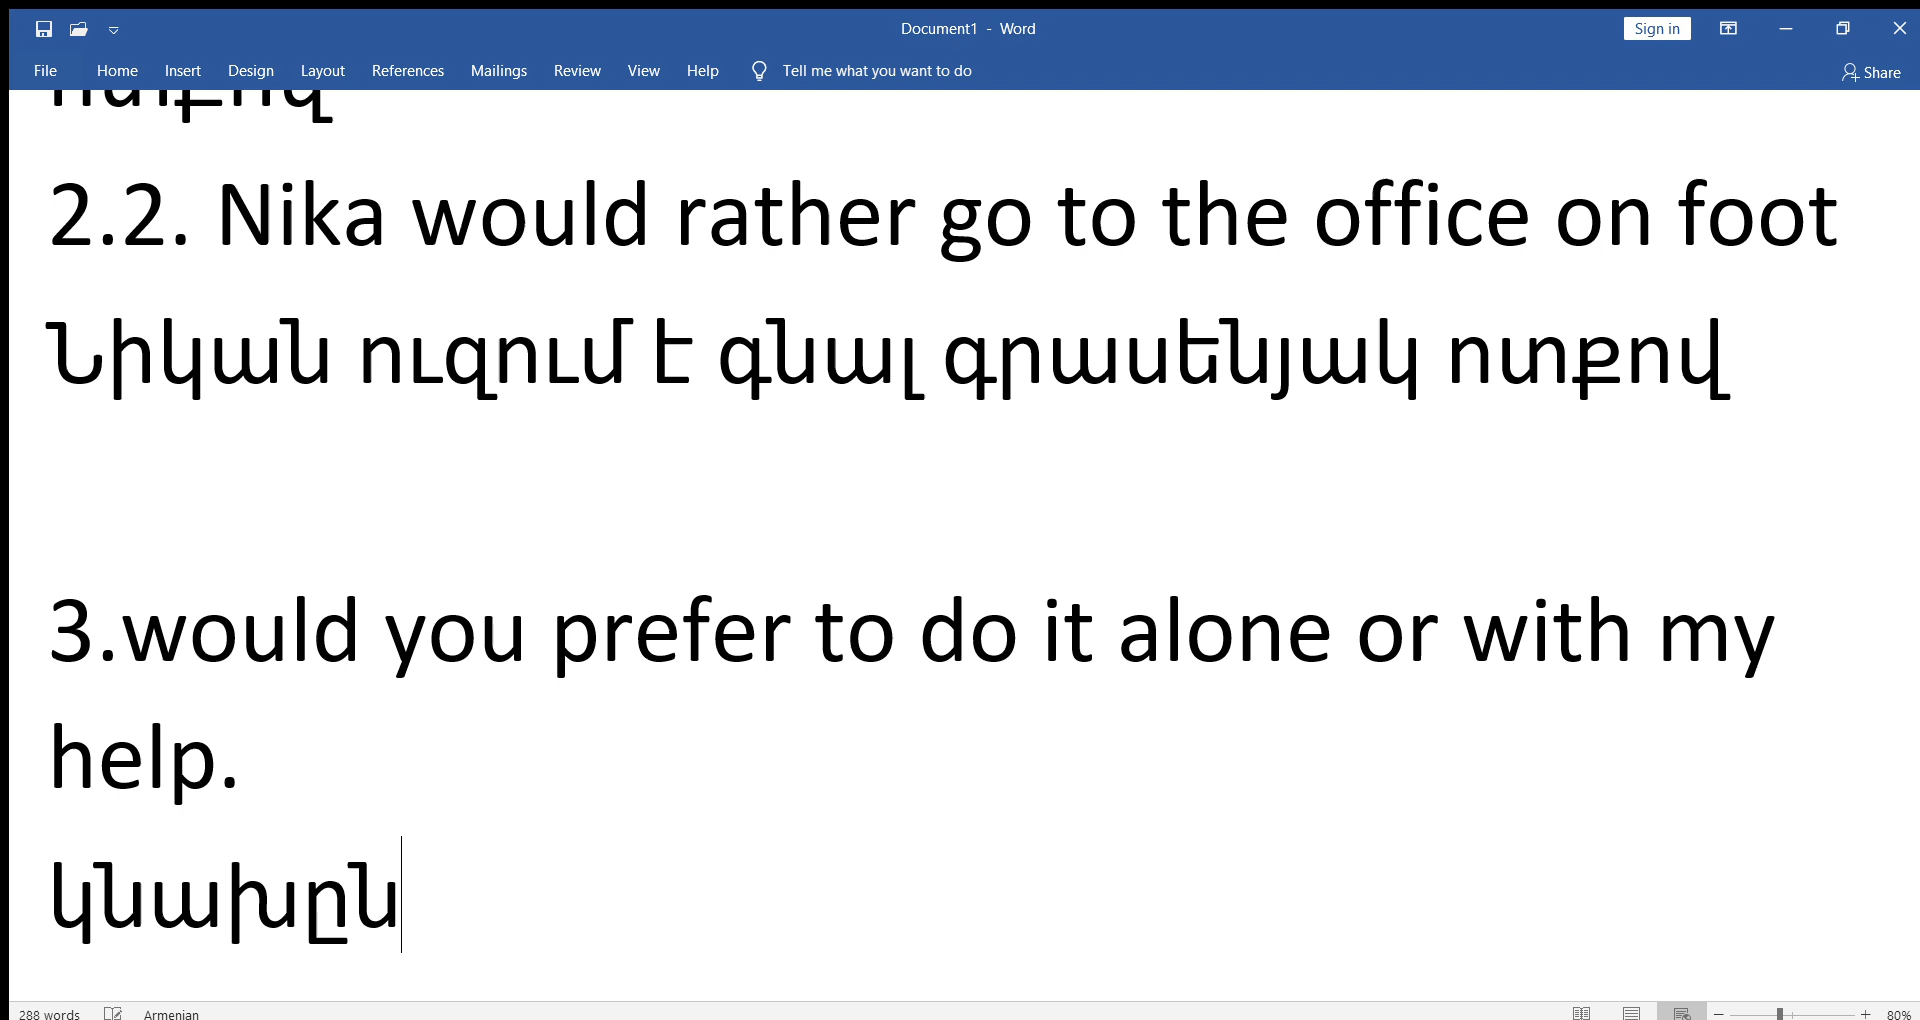 Document1 - Word
Sign in
File Home Insert Design Layout References Mailings Review View Help Tell me what you want to do
Share
ոտքով
2.2. Nika would rather go to the office on foot
Նիկան ուզում է գնալ գրասենյակ ոտքով
3.would you prefer to do it alone or with my
help.
կնախըն
288 words Armenian
80%